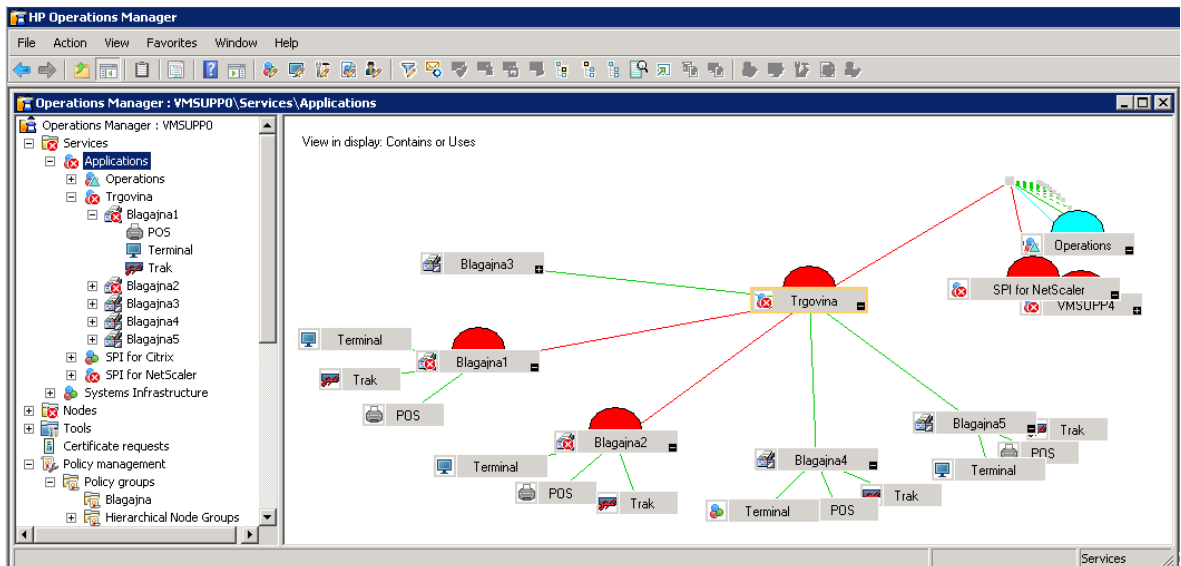 HP Operations Manager
File Action View Favorites Window Help
Operations Manager : VMSUPP0\Services\Applications
Operations Manager : VMSUPP0
Services
Applications
Operations
Trgovina
Blagajna1
POS
Terminal
Trak
Blagajna2
Blagajna3
Blagajna4
Blagajna5
SPI for Citrix
SPI for NetScaler
Systems Infrastructure
Nodes
Tools
Certificate requests
Policy management
Policy groups
Blagajna
Hierarchical Node Groups
View in display: Contains or Uses
Operations
Blagajna3
SPI for NetScaler
Trgovina
VMSUPP4
Terminal
Blagajna1
Trak
POS
Blagajna5
Trak
Blagajna2
POS
Blagajna4
Terminal
Terminal
POS
Trak
Trak
Terminal
POS
Services